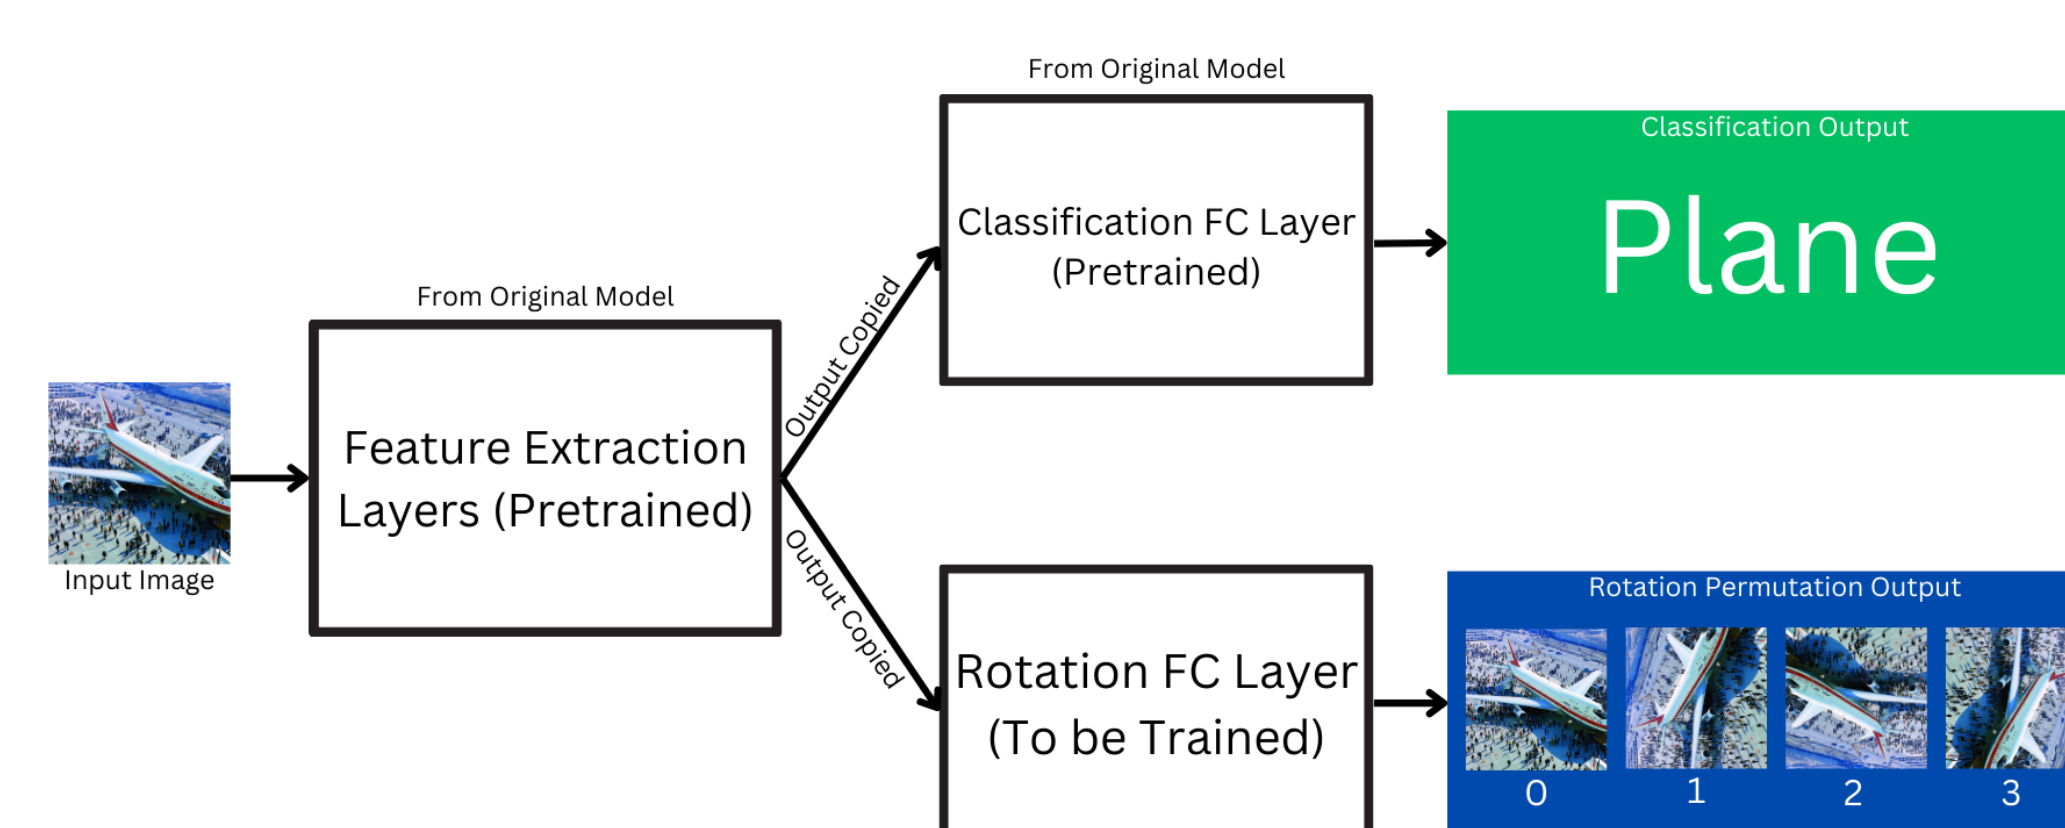 From Original Model
Classification FC Layer
(Pretrained)
Classification Output
Plane
From Original Model
Feature Extraction
Layers (Pretrained)
Input Image
Output Copied
Output Copied
Rotation FC Layer
(To be Trained)
Rotation Permutation Output
0
1
2
3